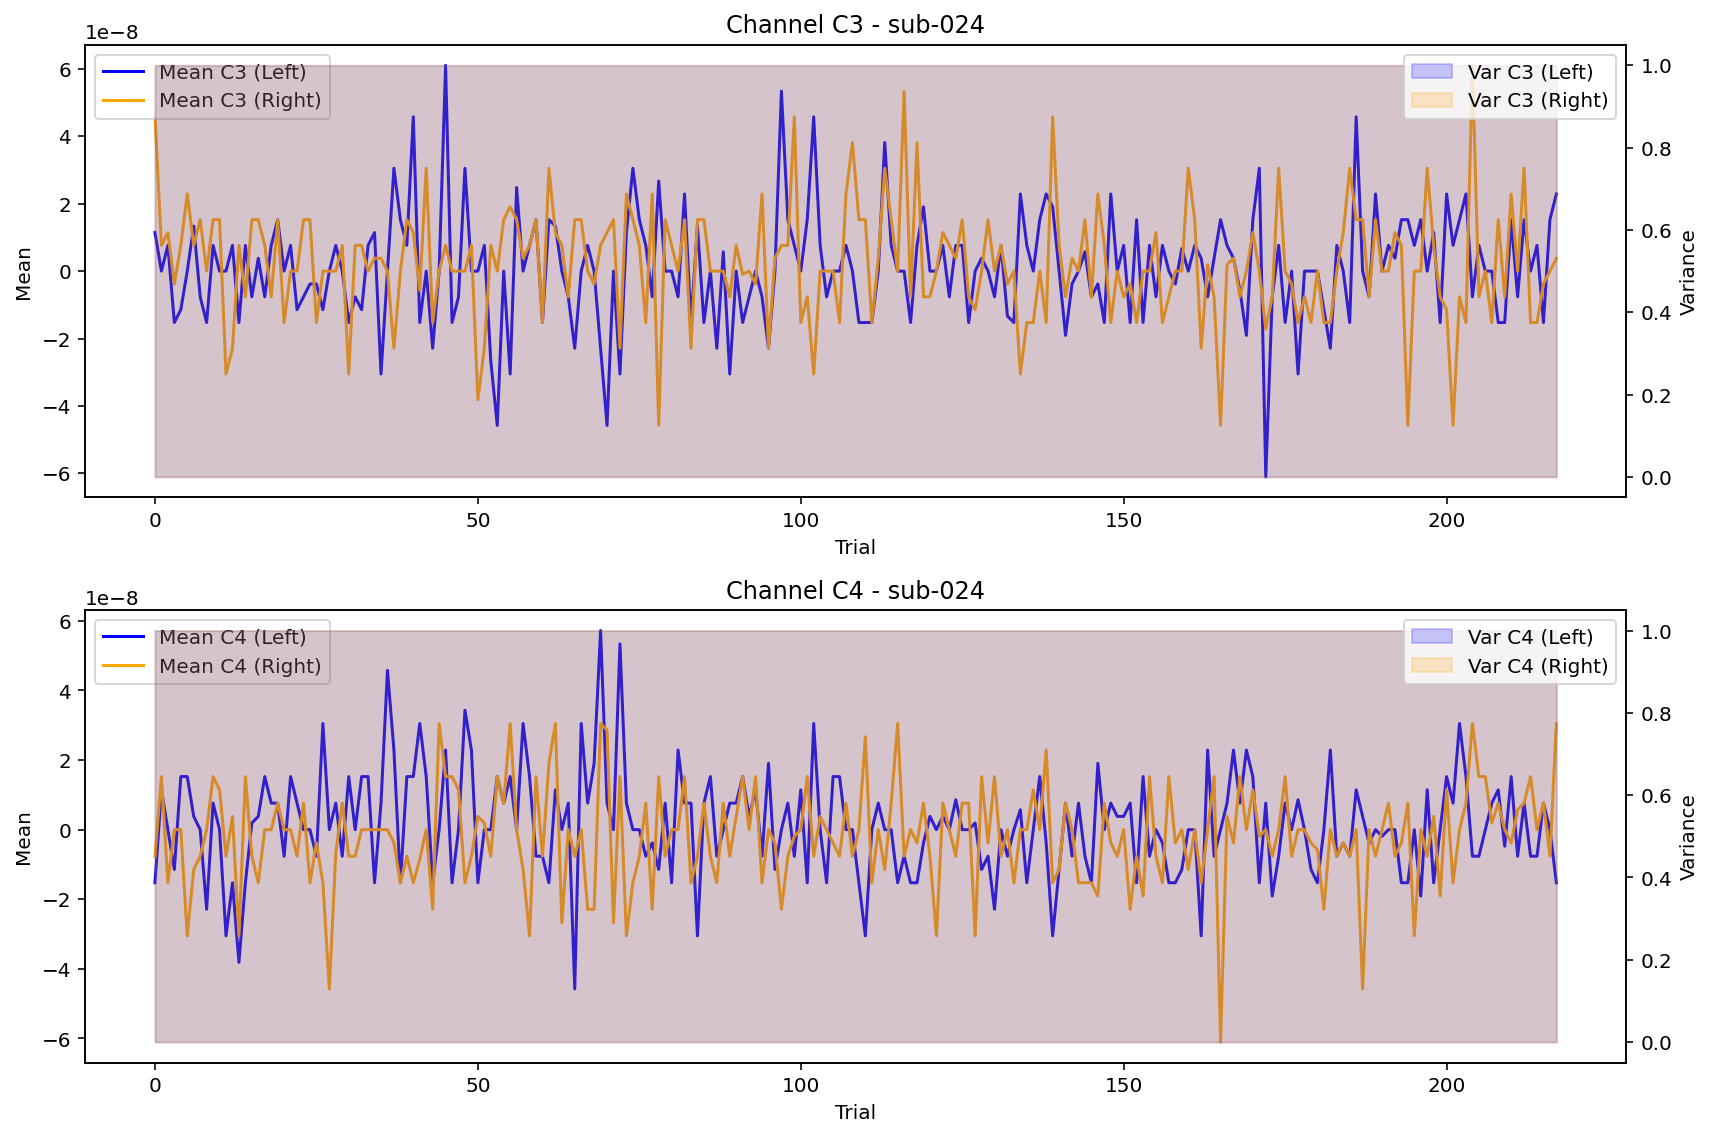 Channel C3 - sub-024
1e−8
Mean C3 (Left)
Mean C3 (Right)
Var C3 (Left)
Var C3 (Right)
6
4
2
0
−2
−4
−6
Mean
1.0
0.8
0.6
0.4
0.2
0.0
Variance
0 50 100 150 200
Trial
Channel C4 - sub-024
1e−8
Mean C4 (Left)
Mean C4 (Right)
Var C4 (Left)
Var C4 (Right)
6
4
2
0
−2
−4
−6
Mean
1.0
0.8
0.6
0.4
0.2
0.0
Variance
0 50 100 150 200
Trial